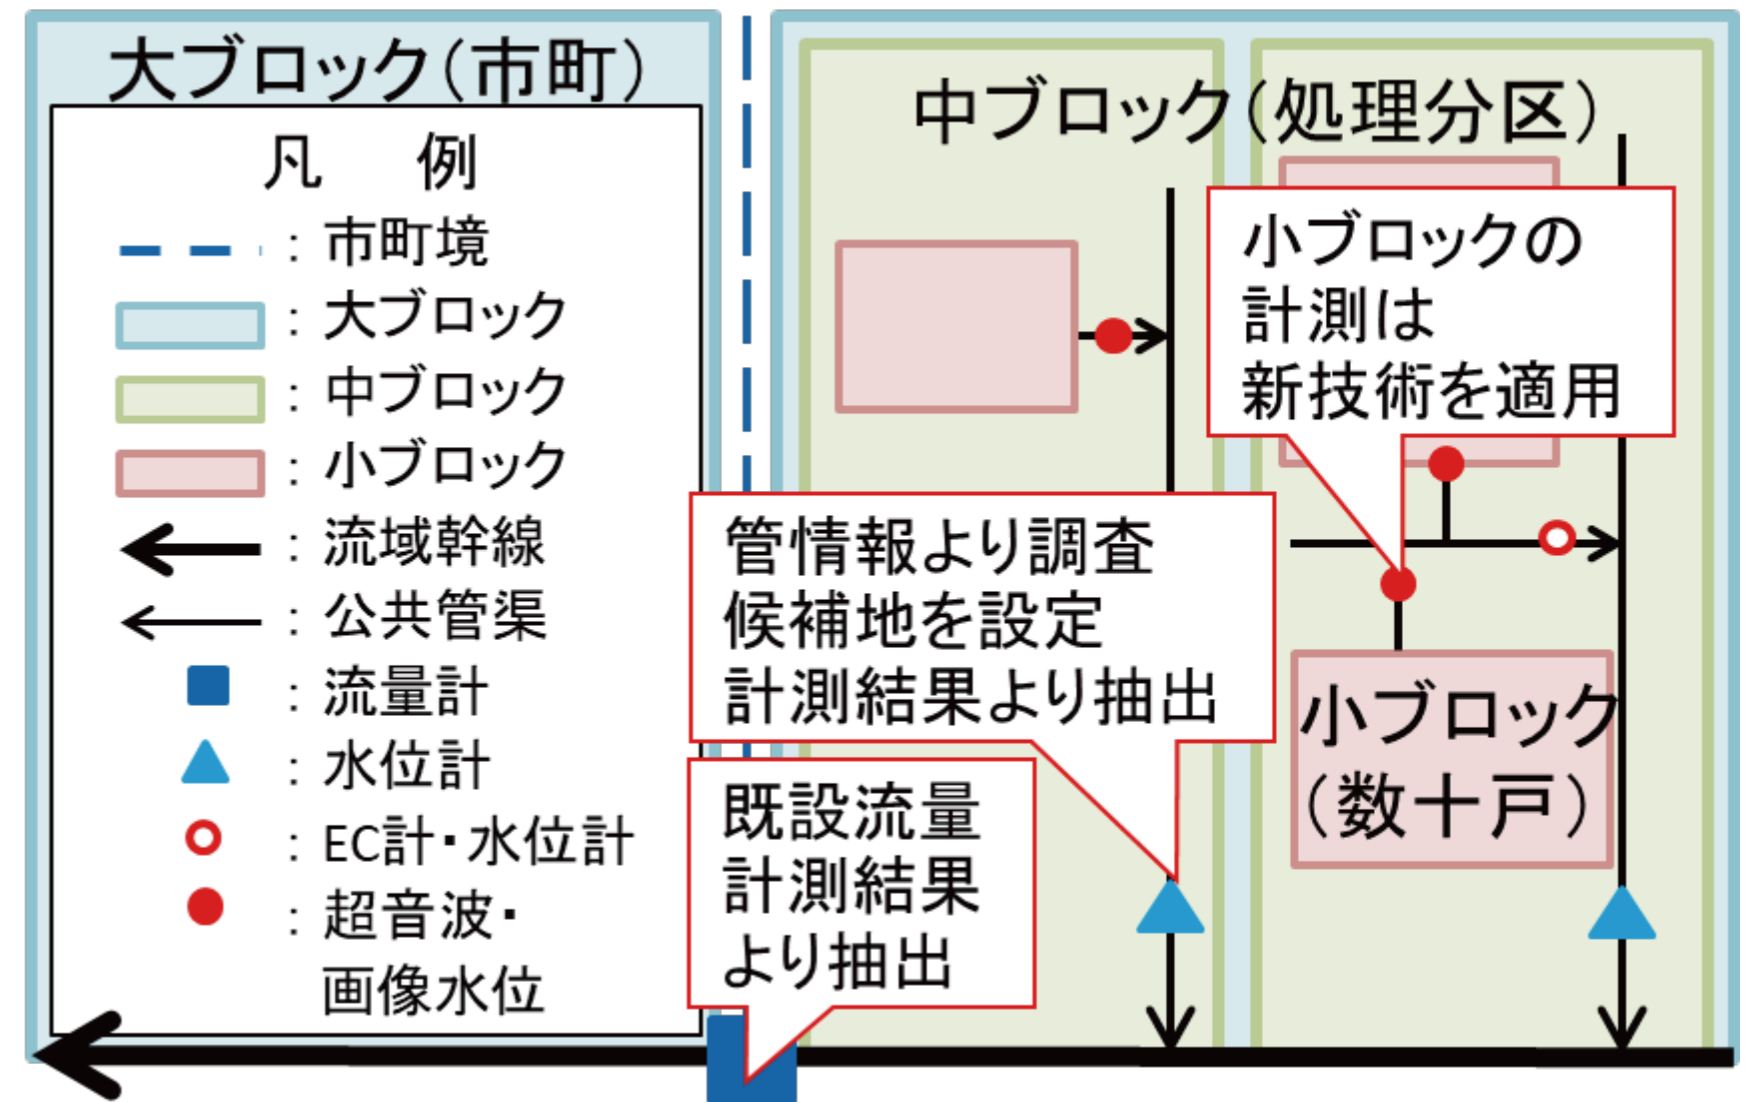 大ブロック（市町）
凡　例
：市町境
：大ブロック
：中ブロック
：小ブロック
：流域幹線
：公共管渠
：流量計
：水位計
：EC計・水位計
：超音波・
画像水位
中ブロック（処理分区）
小ブロックの
計測は
新技術を適用
管情報より調査
候補地を設定
計測結果より抽出
既設流量
計測結果
より抽出
小ブロック
（数十戸）